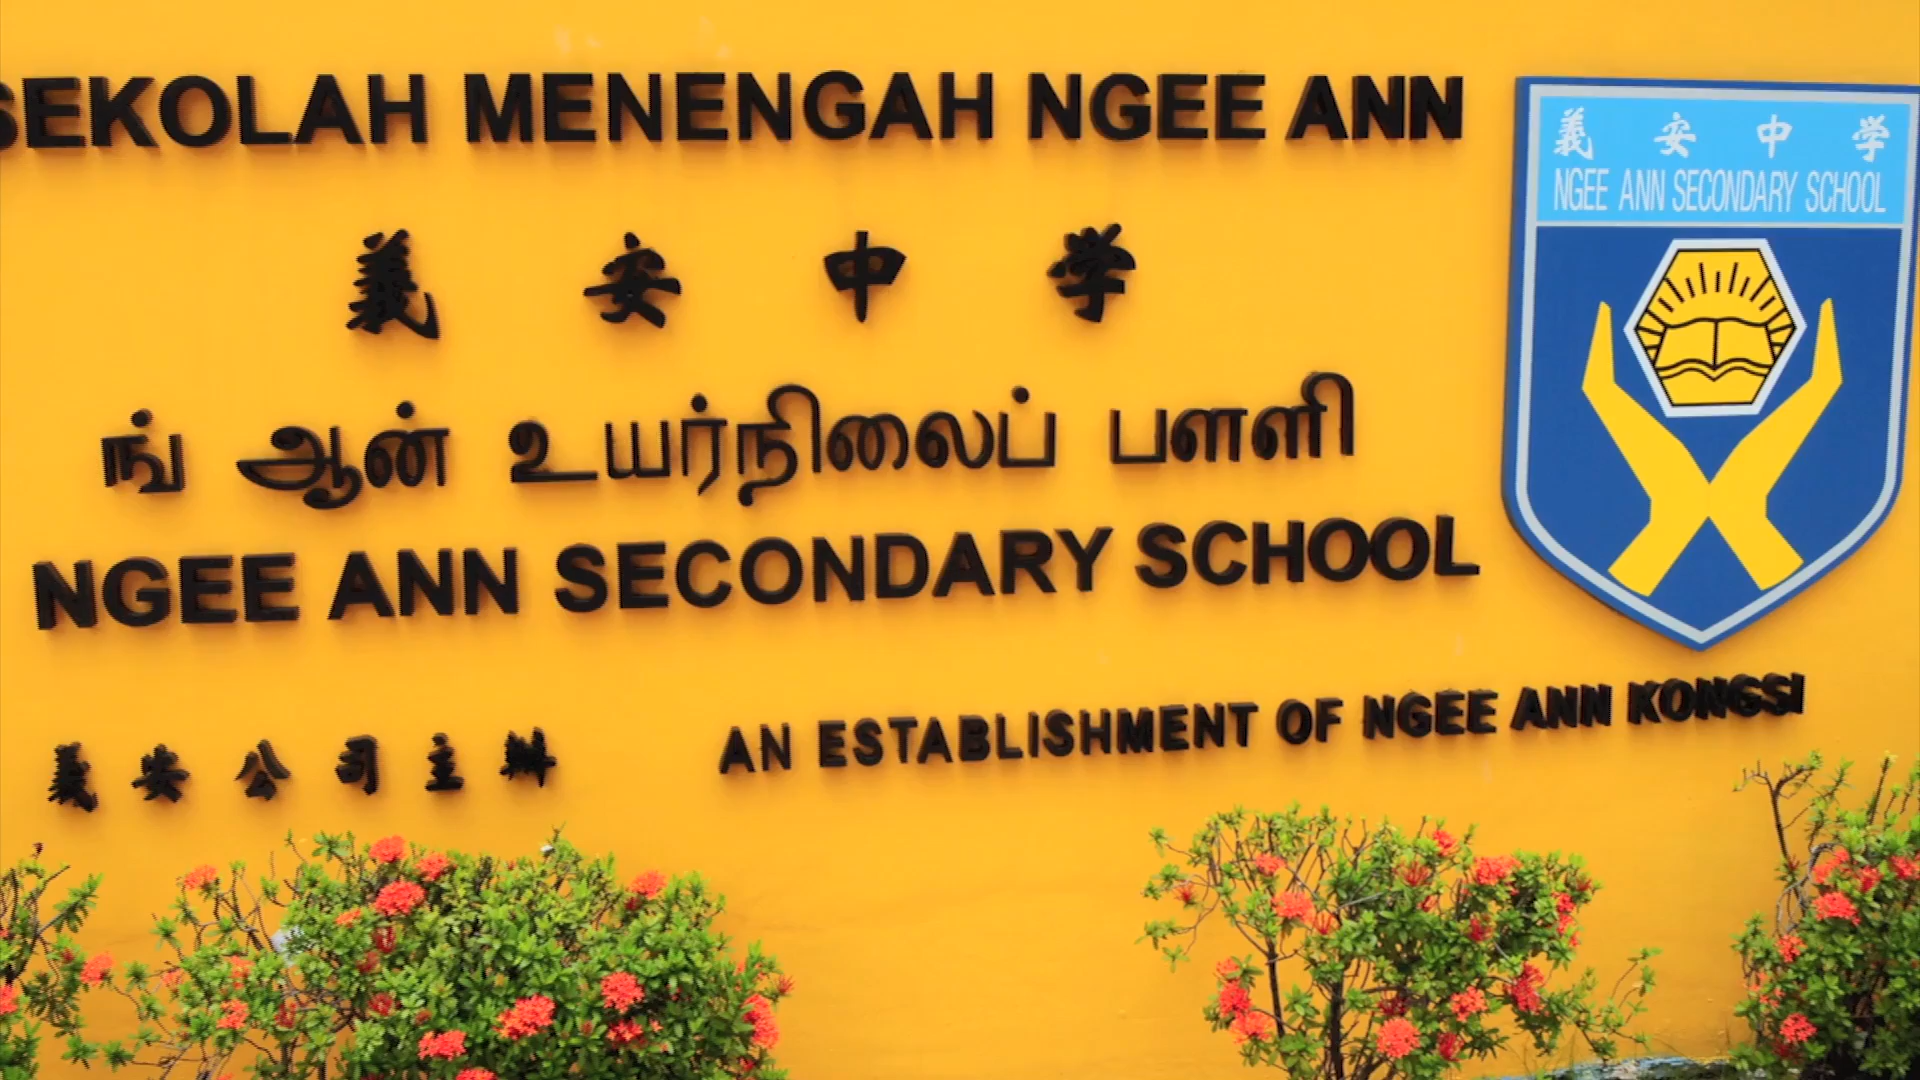 SEKOLAH MENENGAH NGEE ANN
義安中学
ங் ஆன் உயர்நிலைப் பளளி
NGEE ANN SECONDARY SCHOOL
義安公司主辦
AN ESTABLISHMENT OF NGEE ANN KONGSI
義安中学
NGEE ANN SECONDARY SCHOOL